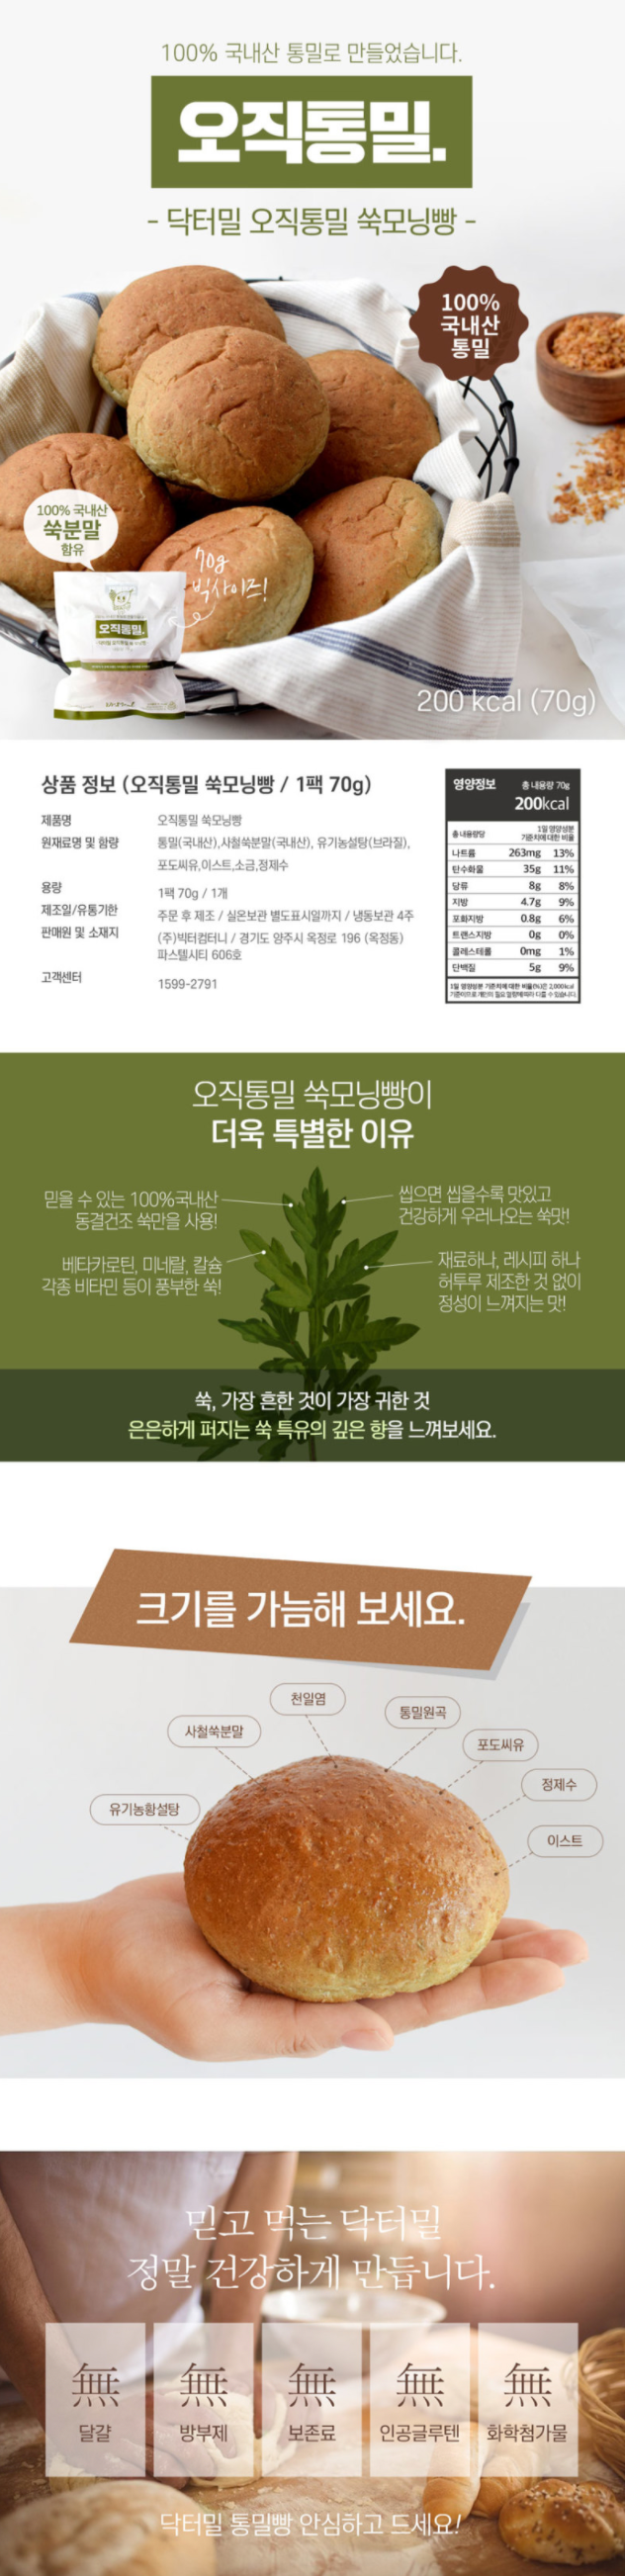 100% 국내산 통밀로 만들었습니다.
오직통밀.
- 닥터밀 오직통밀 쑥모닝빵 -
100%
국내산
통밀
100% 국내산
쑥분말
함유
70g
빅사이즈!
오직통밀.
200 kcal (70g)
상품 정보 (오직통밀 쑥모닝빵 / 1팩 70g)
제품명 오직통밀 쑥모닝빵
원재료명 및 함량 통밀(국내산),사철쑥분말(국내산), 유기농설탕(브라질),
포도씨유,이스트,소금,정제수
용량 1팩 70g / 1개
제조일/유통기한 주문 후 제조 / 실온보관 별도표시일까지 / 냉동보관 4주
판매원 및 소재지 (주)빅터컴터니 / 경기도 양주시 옥정로 196 (옥정동)
파스텔시티 606호
고객센터 1599-2791
영양정보 총 내용량 70g
200kcal
총 내용량당 1일 영양성분
기준치에 대한 비율
나트륨 263mg 13%
탄수화물 35g 11%
당류 8g 8%
지방 4.7g 9%
포화지방 0.8g 6%
트랜스지방 0g 0%
콜레스테롤 0mg 1%
단백질 5g 9%
1일 영양성분 기준치에 대한 비율(%)은 2,000kcal
기준이므로 개인의 필요 열량에 따라 다를 수 있습니다.
오직통밀 쑥모닝빵이
더욱 특별한 이유
믿을 수 있는 100%국내산
동결건조 쑥만을 사용!
씹으면 씹을수록 맛있고
건강하게 우러나오는 쑥맛!
베타카로틴, 미네랄, 칼슘
각종 비타민 등이 풍부한 쑥!
재료하나, 레시피 하나
허투루 제조한 것 없이
정성이 느껴지는 맛!
쑥, 가장 흔한 것이 가장 귀한 것
은은하게 퍼지는 쑥 특유의 깊은 향을 느껴보세요.
크기를 가늠해 보세요.
천일염
통밀원곡
사철쑥분말
포도씨유
정제수
유기농황설탕
이스트
믿고 먹는 닥터밀
정말 건강하게 만듭니다.
無 無 無 無 無
달걀 방부제 보존료 인공글루텐 화학첨가물
닥터밀 통밀빵 안심하고 드세요!